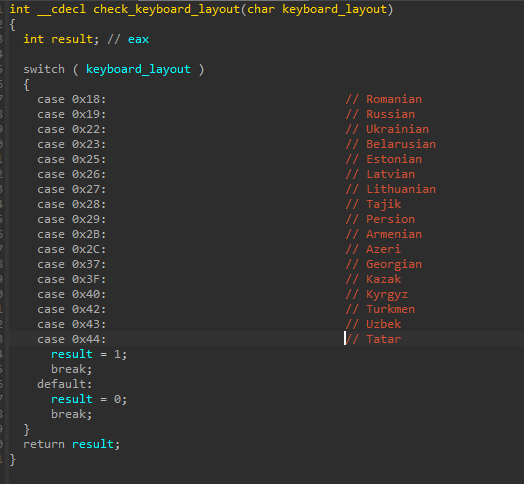 int __cdecl check_keyboard_layout(char keyboard_layout)
{
  int result; // eax

  switch ( keyboard_layout )
  {
    case 0x18:                                  // Romanian
    case 0x19:                                  // Russian
    case 0x22:                                  // Ukrainian
    case 0x23:                                  // Belarusian
    case 0x25:                                  // Estonian
    case 0x26:                                  // Latvian
    case 0x27:                                  // Lithuanian
    case 0x28:                                  // Tajik
    case 0x29:                                  // Persion
    case 0x2B:                                  // Armenian
    case 0x2C:                                  // Azeri
    case 0x37:                                  // Georgian
    case 0x3F:                                  // Kazak
    case 0x40:                                  // Kyrgyz
    case 0x42:                                  // Turkmen
    case 0x43:                                  // Uzbek
    case 0x44:                                  // Tatar
      result = 1;
      break;
    default:
      result = 0;
      break;
  }
  return result;
}